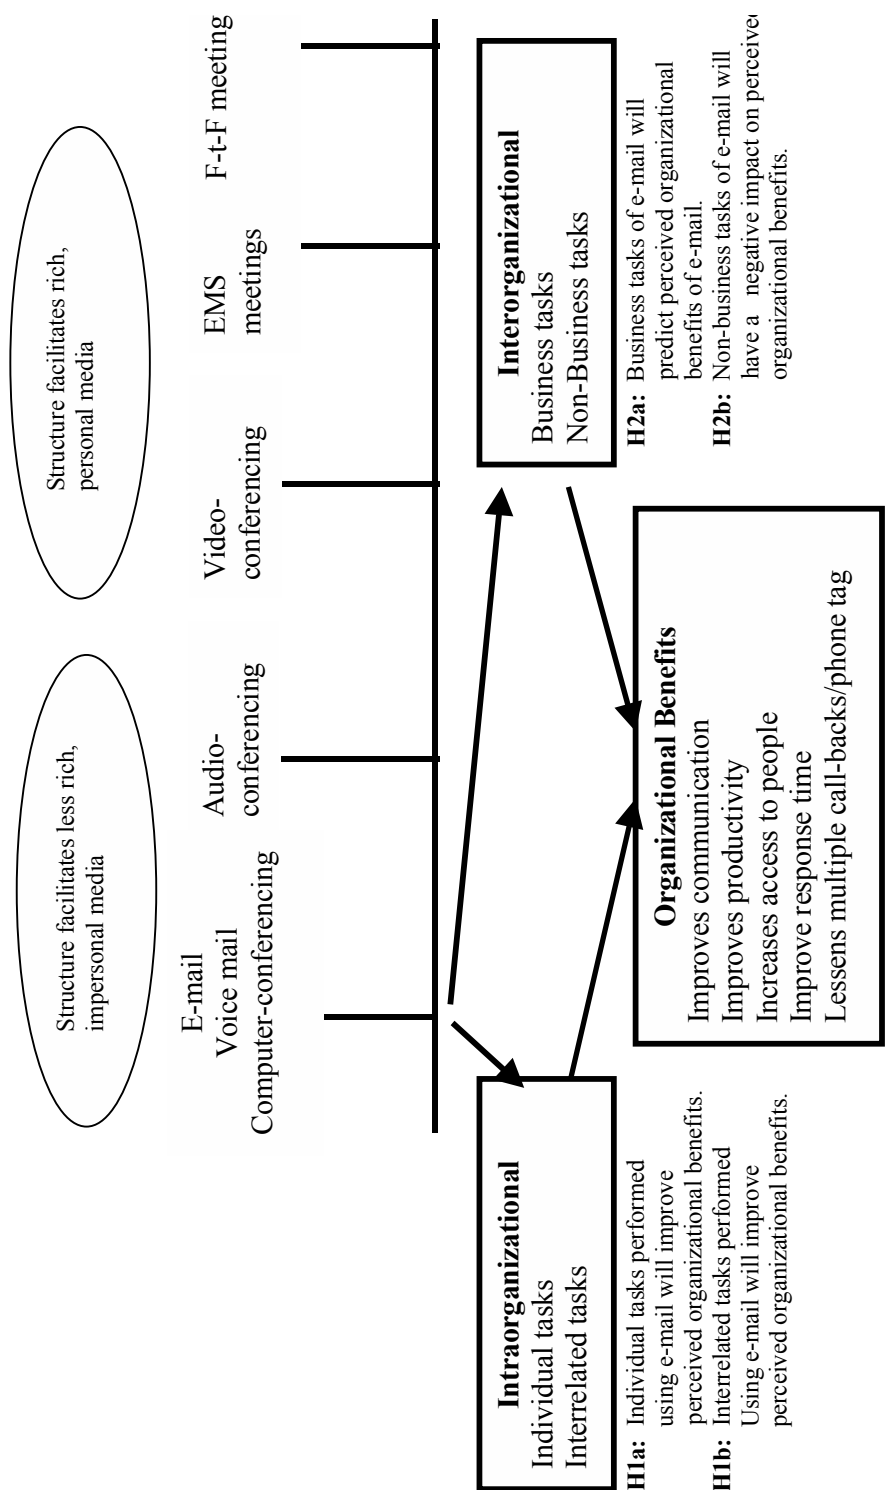 Structure facilitates less rich,
impersonal media
Structure facilitates rich,
personal media
E-mail
Voice mail
Computer-conferencing
Audio-
conferencing
Video-
conferencing
EMS
meetings
F-t-F meeting
Intraorganizational
Individual tasks
Interrelated tasks
H1a: Individual tasks performed
using e-mail will improve
perceived organizational benefits.
H1b: Interrelated tasks performed
Using e-mail will improve
perceived organizational benefits.
Organizational Benefits
Improves communication
Improves productivity
Increases access to people
Improve response time
Lessens multiple call-backs/phone tag
Interorganizational
Business tasks
Non-Business tasks
H2a: Business tasks of e-mail will
predict perceived organizational
benefits of e-mail.
H2b: Non-business tasks of e-mail will
have a negative impact on perceived
organizational benefits.